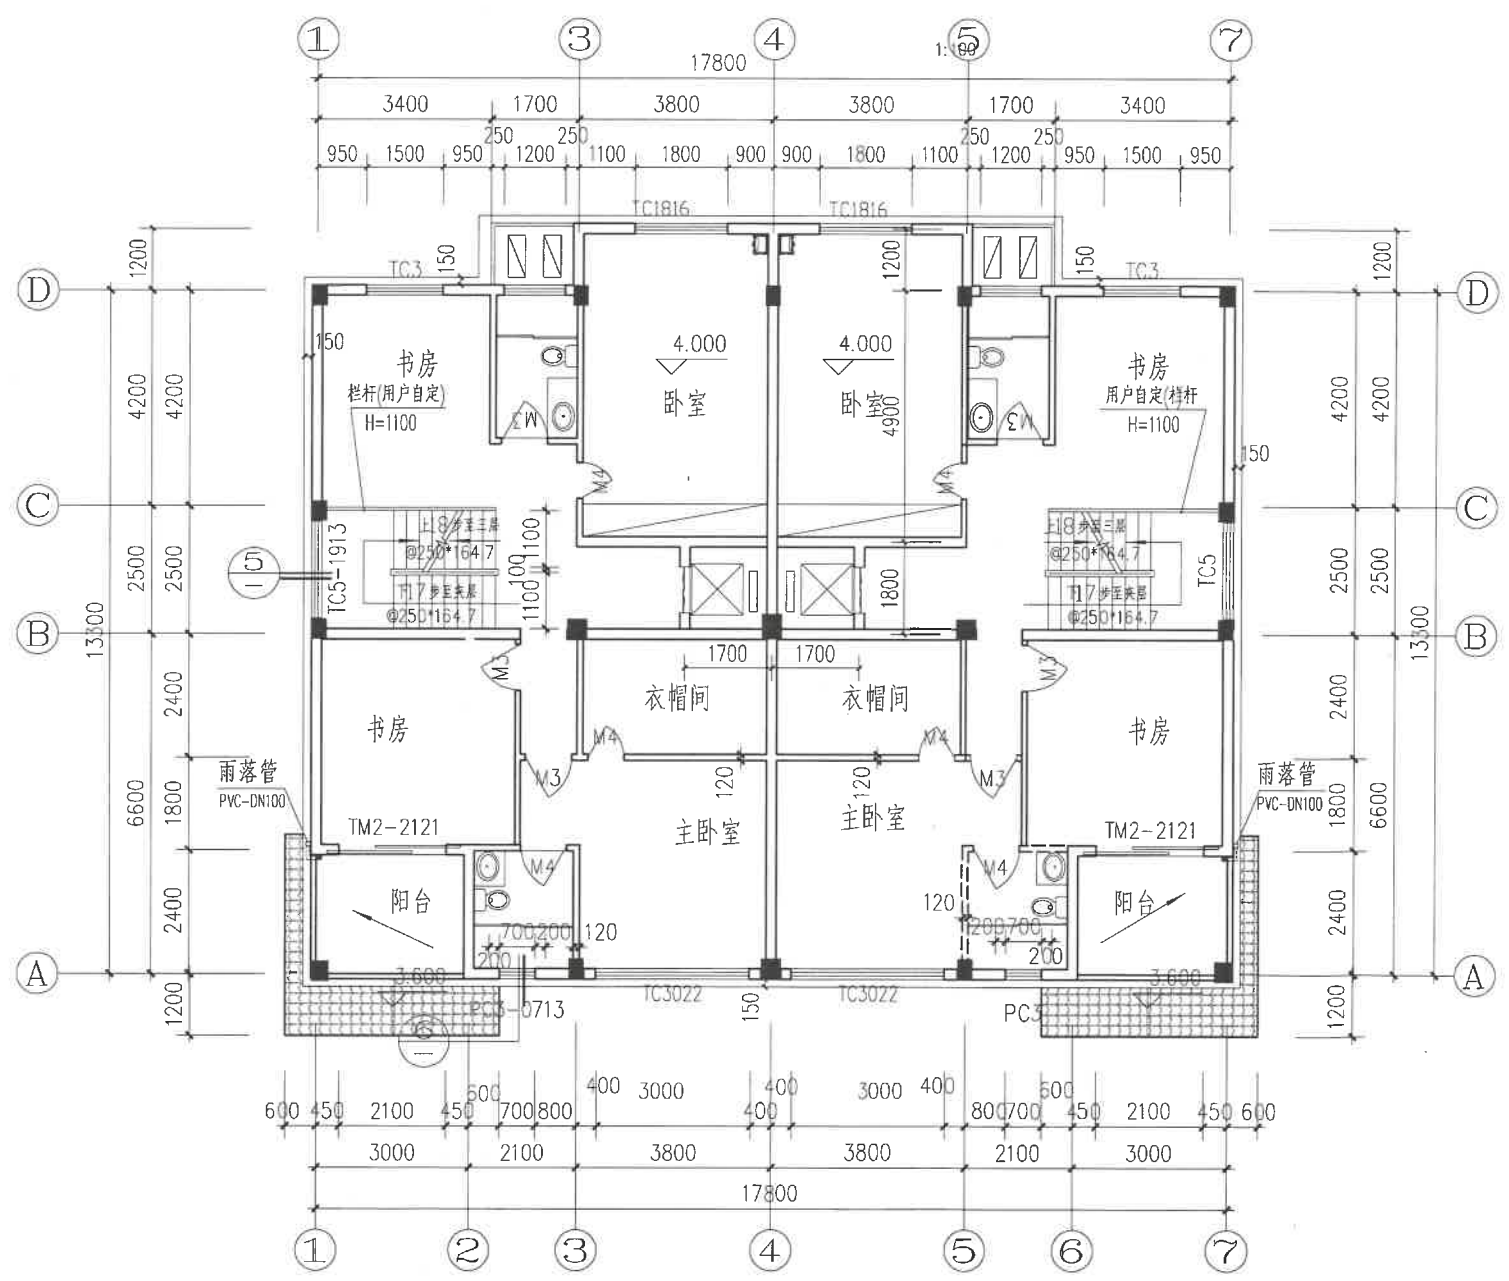 1 3 4 5 7
1:100
17800
3400 1700 3800 3800 1700 3400
250 250 250 250
950 1500 950 1200 1100 1800 900 900 1800 1100 1200 950 1500 950
TC1816 TC1816
1200 150 TC3 1200 150 TC3 1200
D D
150
4.000 4.000
书房 卧室 卧室 书房
栏杆(用户自定) 用户自定(栏杆
H=1100 H=1100
M3 M3
4200 4200 4900 4200 4200
150
M4 M4
C C
上18步至三层 上18步至三层
@250*164.7 @250*164.7
1100 100 1100
5
1
TC5-1913 TC5
下17步至夹层 下17步至夹层
@250*164.7 @250*164.7
2500 2500 1800 2500 2500
B B
13300 13300
1700 1700
M3 M3
衣帽间 衣帽间
2400 2400
书房 书房
M4 M4
M3 M3
120 120
雨落管 雨落管
PVC-DN100 PVC-DN100
6600 1800 1800 6600
主卧室 主卧室
TM2-2121 TM2-2121
M4 M4
阳台 阳台
2400 120 2400
700 200 120 200 700
200 200
A A
3.600 3.600
TC3022 TC3022
150
PC3-0713 PC3
1200 1200
6
1
600 400 3000 400 3000 400 600
600 450 2100 450 700 800 400 800 700 450 2100 450 600
3000 2100 3800 3800 2100 3000
17800
1 2 3 4 5 6 7